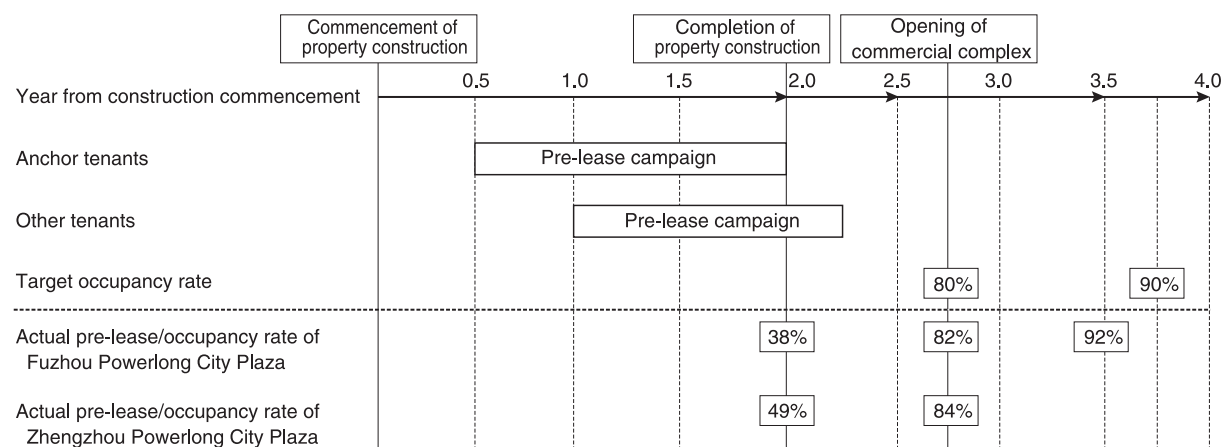 Commencement of
property construction
Completion of
property construction
Opening of
commercial complex
0.5 1.0 1.5 2.0 2.5 3.0 3.5 4.0
Year from construction commencement
Anchor tenants
Pre-lease campaign
Other tenants
Pre-lease campaign
Target occupancy rate
80% 90%
Actual pre-lease/occupancy rate of
Fuzhou Powerlong City Plaza
38% 82% 92%
Actual pre-lease/occupancy rate of
Zhengzhou Powerlong City Plaza
49% 84%